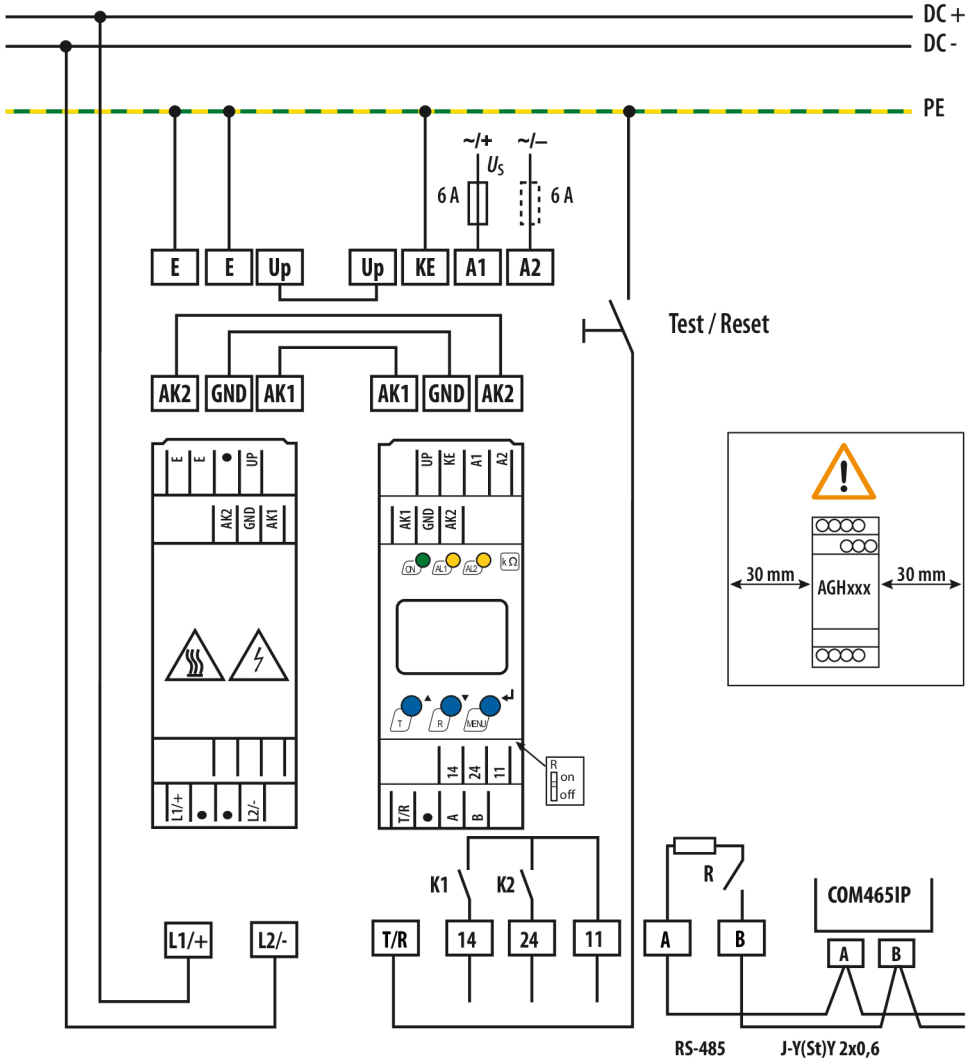 DC +
DC -
PE
~/+ ~/–
US
6 A 6 A
E E Up Up KE A1 A2
Test / Reset
AK2 GND AK1 AK1 GND AK2
E E UP
UP KE A1 A2
AK2 GND AK1
AK1 GND AK2
ON AL1 AL2 k Ω
30 mm AGHxxx 30 mm
T R MENU
14 24 11
R
on
off
L1/+ L2/-
T/R A B
K1 K2
R
COM465IP
L1/+ L2/- T/R 14 24 11 A B
A B
RS-485 J-Y(St)Y 2x0,6